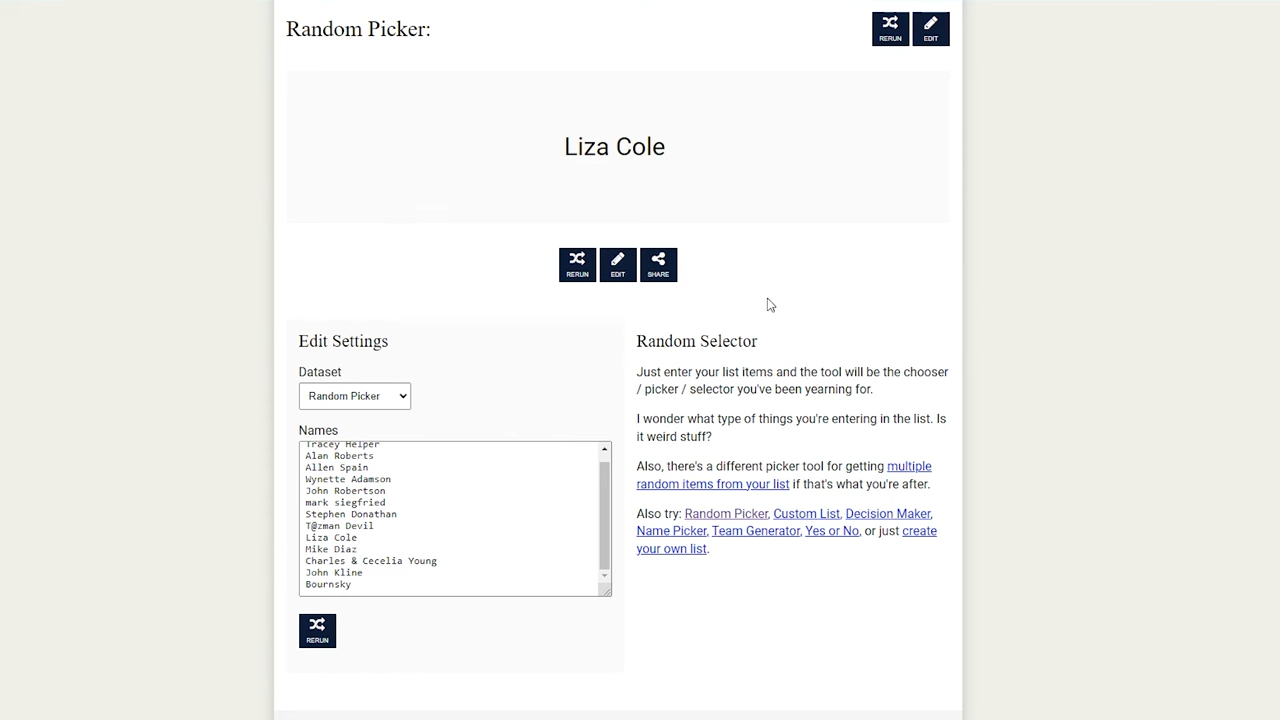 Random Picker:
RERUN
EDIT
Liza Cole
RERUN
EDIT
SHARE
Edit Settings
Dataset
Random Picker
Names
Tracey Helper
Alan Roberts
Allen Spain
Wynette Adamson
John Robertson
mark siegfried
Stephen Donathan
T@zman Devil
Liza Cole
Mike Diaz
Charles & Cecelia Young
John Kline
Bournsky
RERUN
Random Selector
Just enter your list items and the tool will be the chooser
/ picker / selector you've been yearning for.
I wonder what type of things you're entering in the list. Is
it weird stuff?
Also, there's a different picker tool for getting multiple
random items from your list if that's what you're after.
Also try: Random Picker, Custom List, Decision Maker,
Name Picker, Team Generator, Yes or No, or just create
your own list.